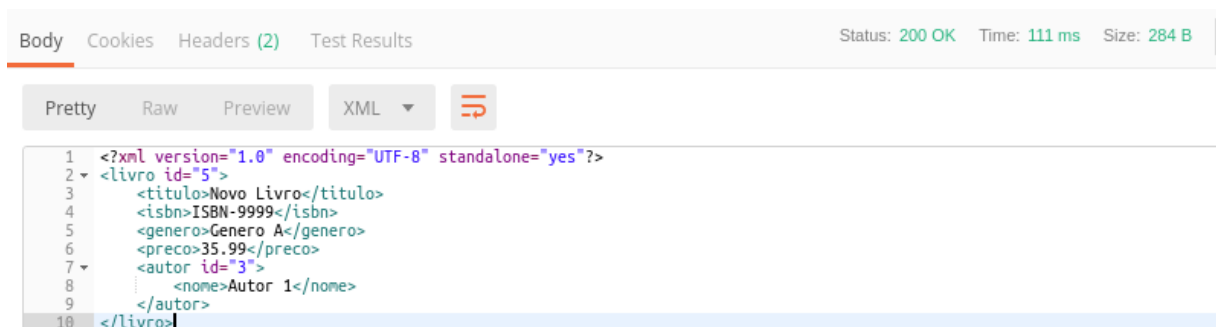 Body Cookies Headers (2) Test Results Status: 200 OK Time: 111 ms Size: 284 B
Pretty Raw Preview XML
1 <?xml version="1.0" encoding="UTF-8" standalone="yes"?>
2 <livro id="5">
3 <titulo>Novo Livro</titulo>
4 <isbn>ISBN-9999</isbn>
5 <genero>Genero A</genero>
6 <preco>35.99</preco>
7 <autor id="3">
8 <nome>Autor 1</nome>
9 </autor>
10 </livro>